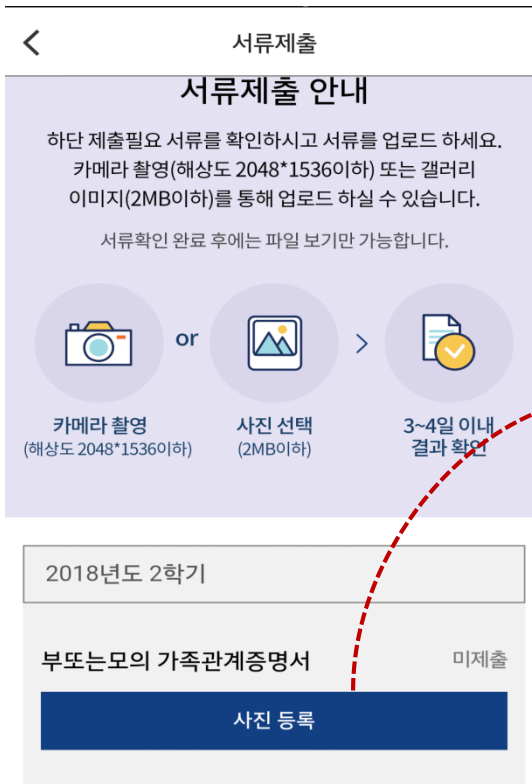 서류제출
서류제출 안내
하단 제출필요 서류를 확인하시고 서류를 업로드 하세요.
카메라 촬영(해상도 2048*1536이하) 또는 갤러리
이미지(2MB이하)를 통해 업로드 하실 수 있습니다.
서류확인 완료 후에는 파일 보기만 가능합니다.
or
카메라 촬영
(해상도 2048*1536이하)
사진 선택
(2MB이하)
3~4일 이내
결과 확인
2018년도 2학기
부또는모의 가족관계증명서
미제출
사진 등록